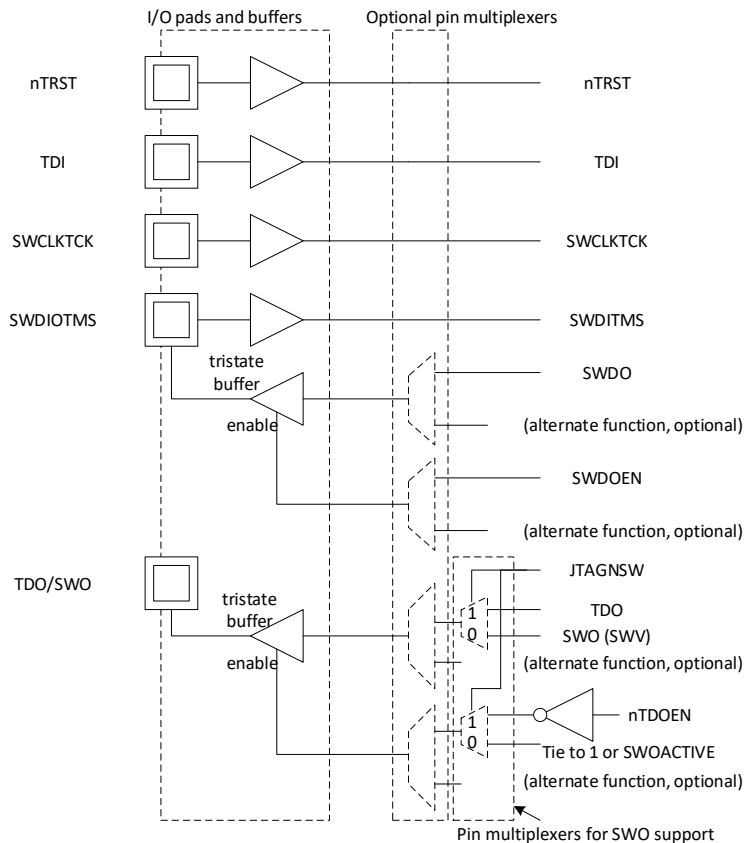 I/O pads and buffers
Optional pin multiplexers
nTRST
nTRST
TDI
TDI
SWCLKTCK
SWCLKTCK
SWDIOTMS
SWDITMS
tristate
buffer
enable
SWDO
(alternate function, optional)
SWDOEN
(alternate function, optional)
TDO/SWO
JTAGNSW
tristate
buffer
enable
1
0
TDO
SWO (SWV)
(alternate function, optional)
1
0
nTDOEN
Tie to 1 or SWOACTIVE
(alternate function, optional)
Pin multiplexers for SWO support